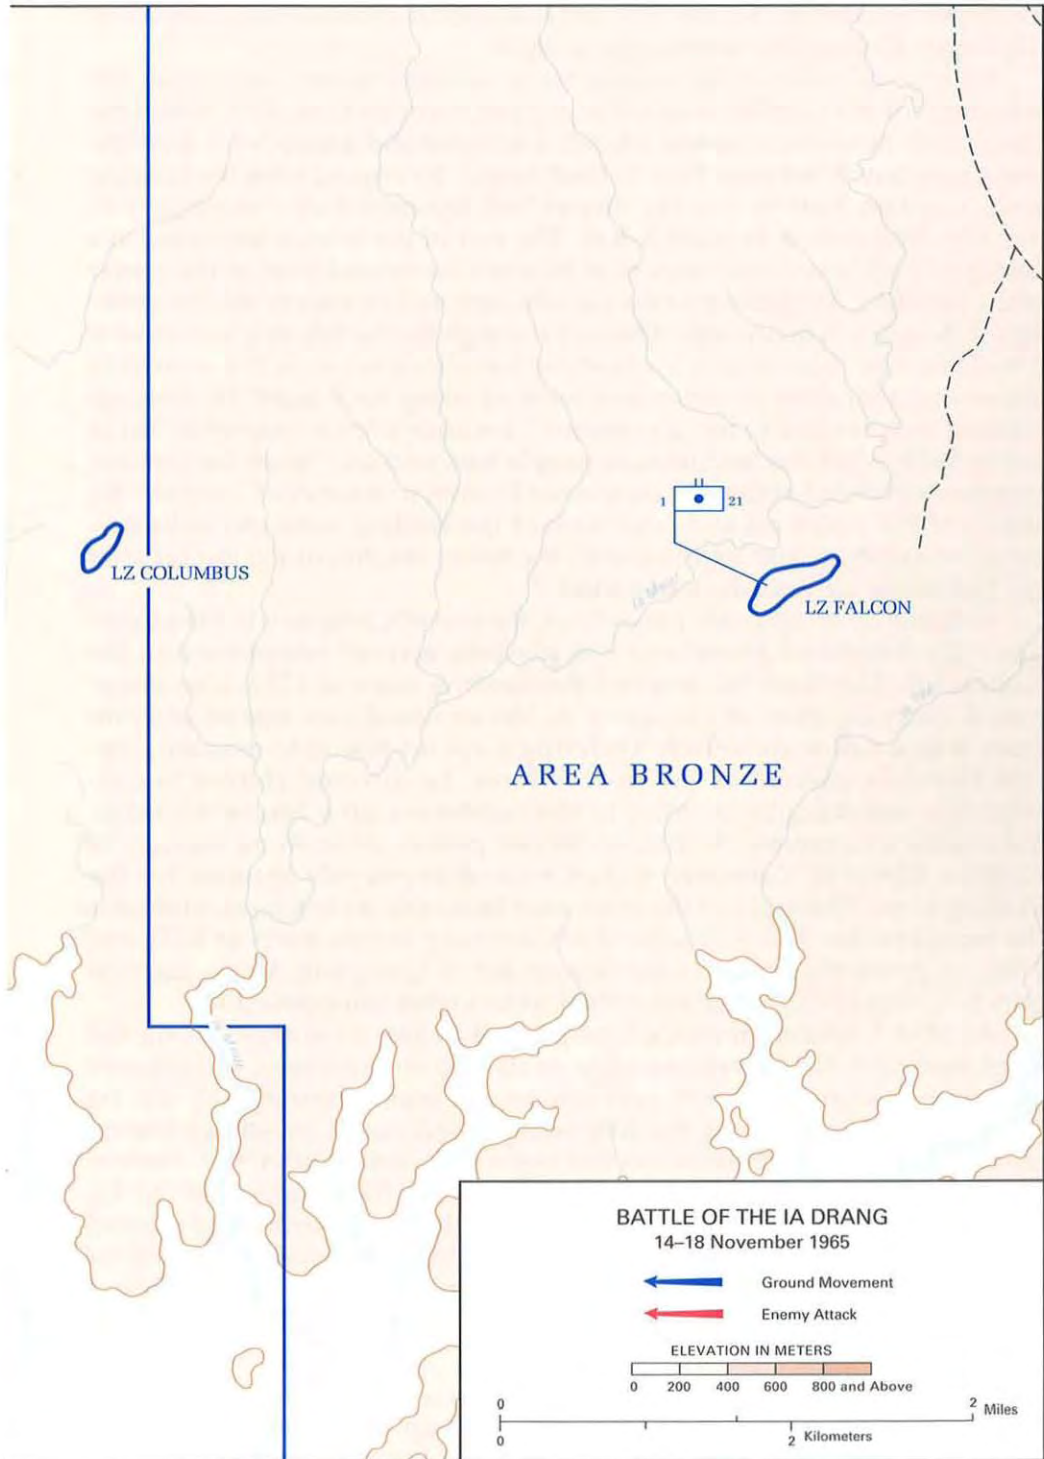 1 21
LZ COLUMBUS
LZ FALCON
AREA BRONZE
BATTLE OF THE IA DRANG
14–18 November 1965
Ground Movement
Enemy Attack
ELEVATION IN METERS
0 200 400 600 800 and Above
0 2 Miles
0 2 Kilometers